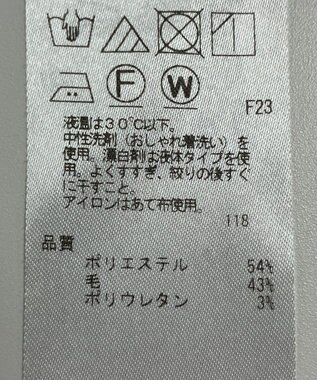 F
W
F23
液温は30℃以下。
中性洗剤(おしゃれ着洗い)を
使用。漂白剤は液体タイプを使
用。よくすすぎ、絞りの後すぐ
に干すこと。
アイロンはあて布使用。
118
品質
ポリエステル 54%
毛 43%
ポリウレタン 3%